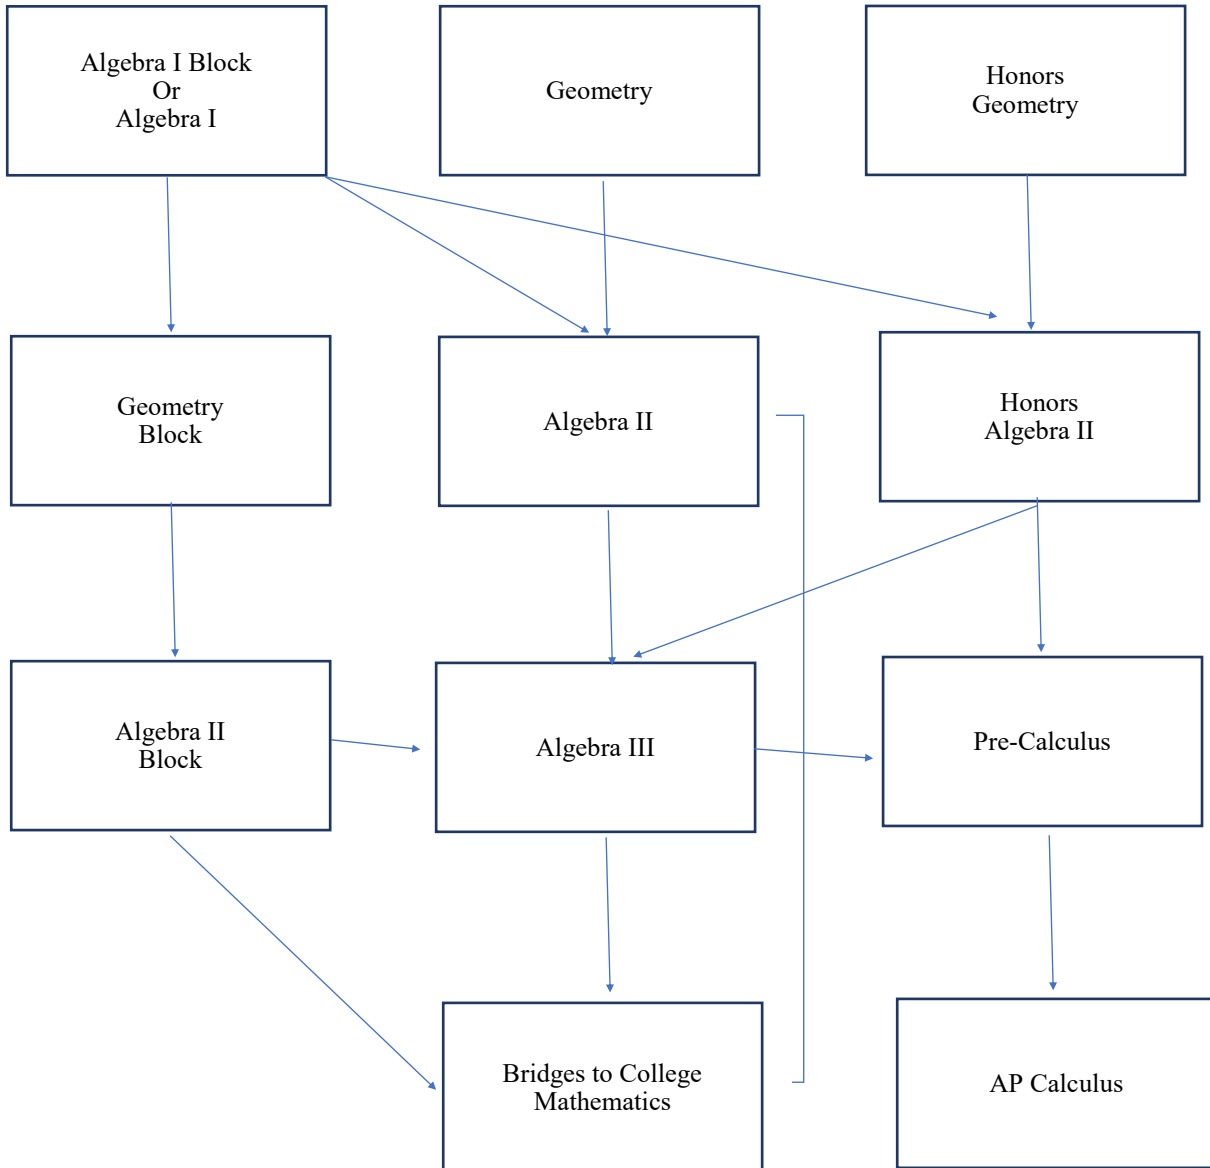 Algebra I Block
Or
Algebra I
Geometry
Honors
Geometry
Geometry
Block
Algebra II
Honors
Algebra II
Algebra II
Block
Algebra III
Pre-Calculus
Bridges to College
Mathematics
AP Calculus